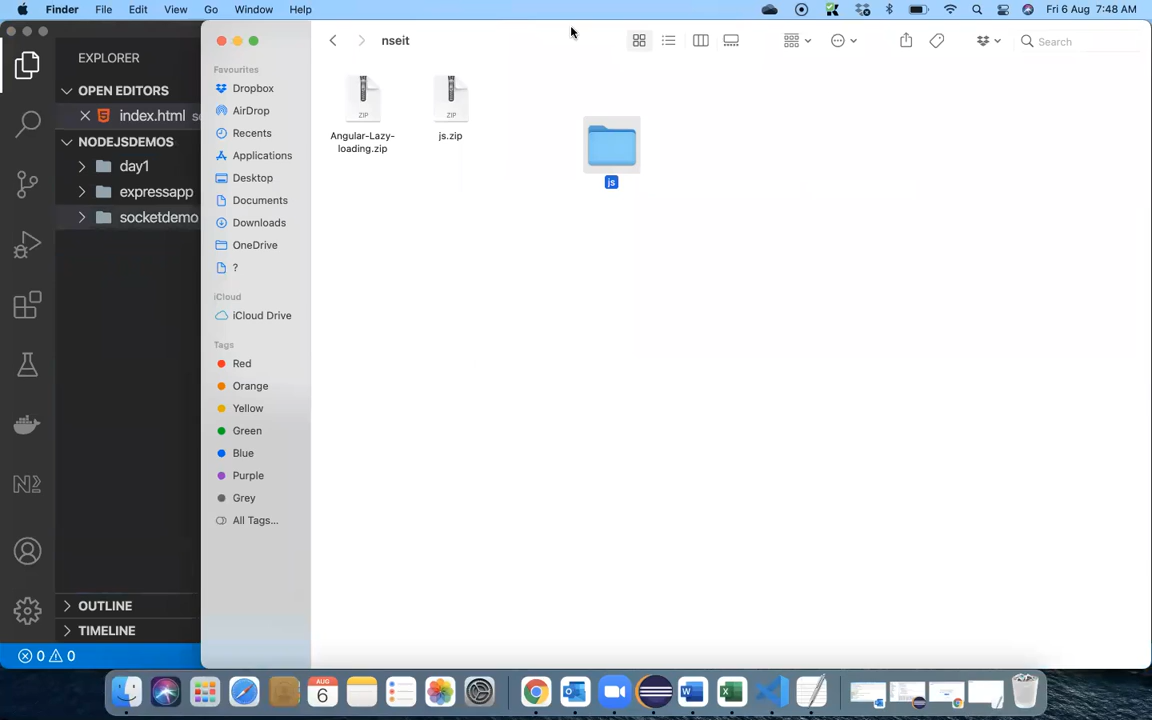 Finder File Edit View Go Window Help Fri 6 Aug 7:48 AM
EXPLORER
OPEN EDITORS
index.html
NODEJSDEMOS
day1
expressapp
socketdemo
OUTLINE
TIMELINE
0 0
nseit
Search
Favourites
Dropbox
AirDrop
Recents
Applications
Desktop
Documents
Downloads
OneDrive
?
iCloud
iCloud Drive
Tags
Red
Orange
Yellow
Green
Blue
Purple
Grey
All Tags...
ZIP
Angular-Lazy-
loading.zip
ZIP
js.zip
js
AUG
6